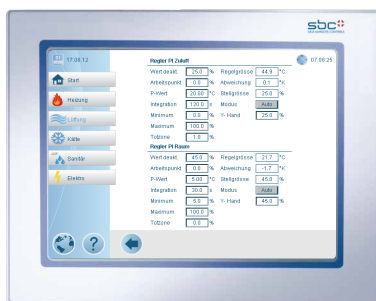 sbc
SAIA-BURGESS CONTROLS
17.08.12
07:08:26
Start
Heizung
Lüftung
Kälte
Sanitär
Elektro
?
Regler PI Zuluft
Wert deakt. 25.0 % Regelgrösse 44.9 °C
Arbeitspunkt 0.0 % Abweichung 0.1 °K
P-Wert 20.00 °C Stellgrösse 25.0 %
Integration 120.0 s Modus Auto
Minimum 0.0 % Y- Hand 25.0 %
Maximum 100.0 %
Totzone 1.0 %
Regler PI Raum
Wert deakt. 45.0 % Regelgrösse 21.7 °C
Arbeitspunkt 0.0 % Abweichung -1.7 °K
P-Wert 5.00 °C Stellgrösse 45.0 %
Integration 30.0 s Modus Auto
Minimum 5.0 % Y- Hand 45.0 %
Maximum 100.0 %
Totzone 0.0 %